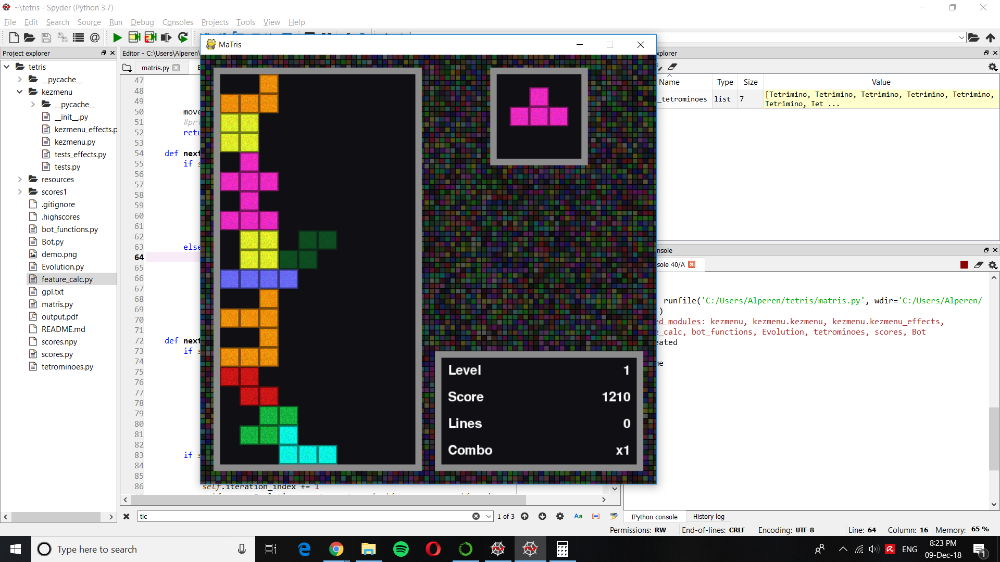 ~\tetris - Spyder (Python 3.7)
File Edit Search Source Run Debug Consoles Projects Tools View Help
MaTris
Project explorer
Editor - C:\Users\Alperen\
xplorer
matris.py
tetris
__pycache__
kezmenu
__pycache__
__init__.py
kezmenu_effects.p
kezmenu.py
tests_effects.py
tests.py
resources
scores1
.gitignore
.highscores
bot_functions.py
Bot.py
demo.png
Evolution.py
feature_calc.py
gpl.txt
matris.py
output.pdf
README.md
scores.npy
scores.py
tetrominoes.py
47
48
49
50 move
51 #pr
52 retu
53
54 def next
55 if s
56
57
58
59
60
61
62
63 else
64
65
66
67
68
69
70
71
72 def next
73 if s
74
75
76
77
78
79
80
81
82
83 if s
84
85
86 self.iteration_index += 1
Level 1
Score 1210
Lines 0
Combo x1
Name Type Size Value
_tetrominoes list 7 [Tetrimino, Tetrimino, Tetrimino, Tetrimino, Tetrimino,
Tetrimino, Tet ...
nsole
sole 40/A
: runfile('C:/Users/Alperen/tetris/matris.py', wdir='C:/Users/Alperen/
')
ed modules: kezmenu, kezmenu.kezmenu, kezmenu.kezmenu_effects,
e_calc, bot_functions, Evolution, tetrominoes, scores, Bot
eated
me
tic
1 of 3
Aa
IPython console History log
Permissions: RW End-of-lines: CRLF Encoding: UTF-8 Line: 64 Column: 16 Memory: 65 %
Type here to search
ENG
8:23 PM
09-Dec-18
1